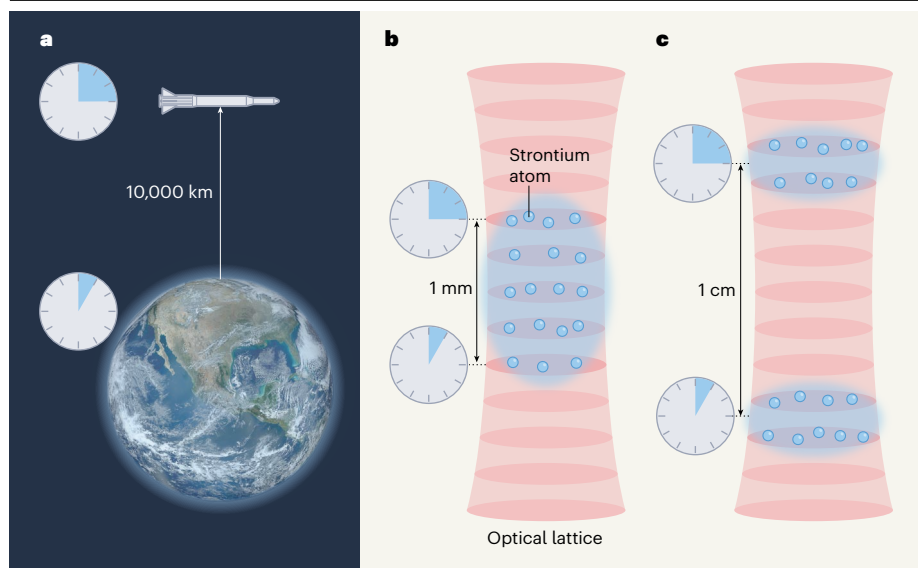 a
10,000 km
b
Strontium
atom
1 mm
Optical lattice
c
1 cm